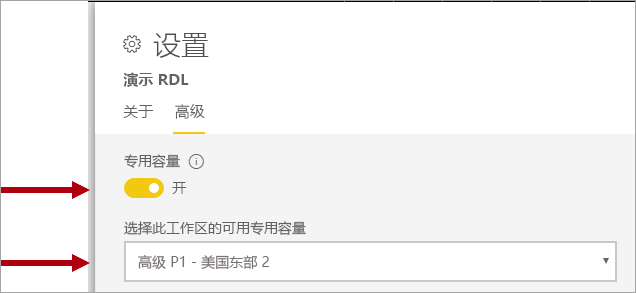 设置
演示 RDL
关于 高级
专用容量
开
选择此工作区的可用专用容量
高级 P1 - 美国东部 2